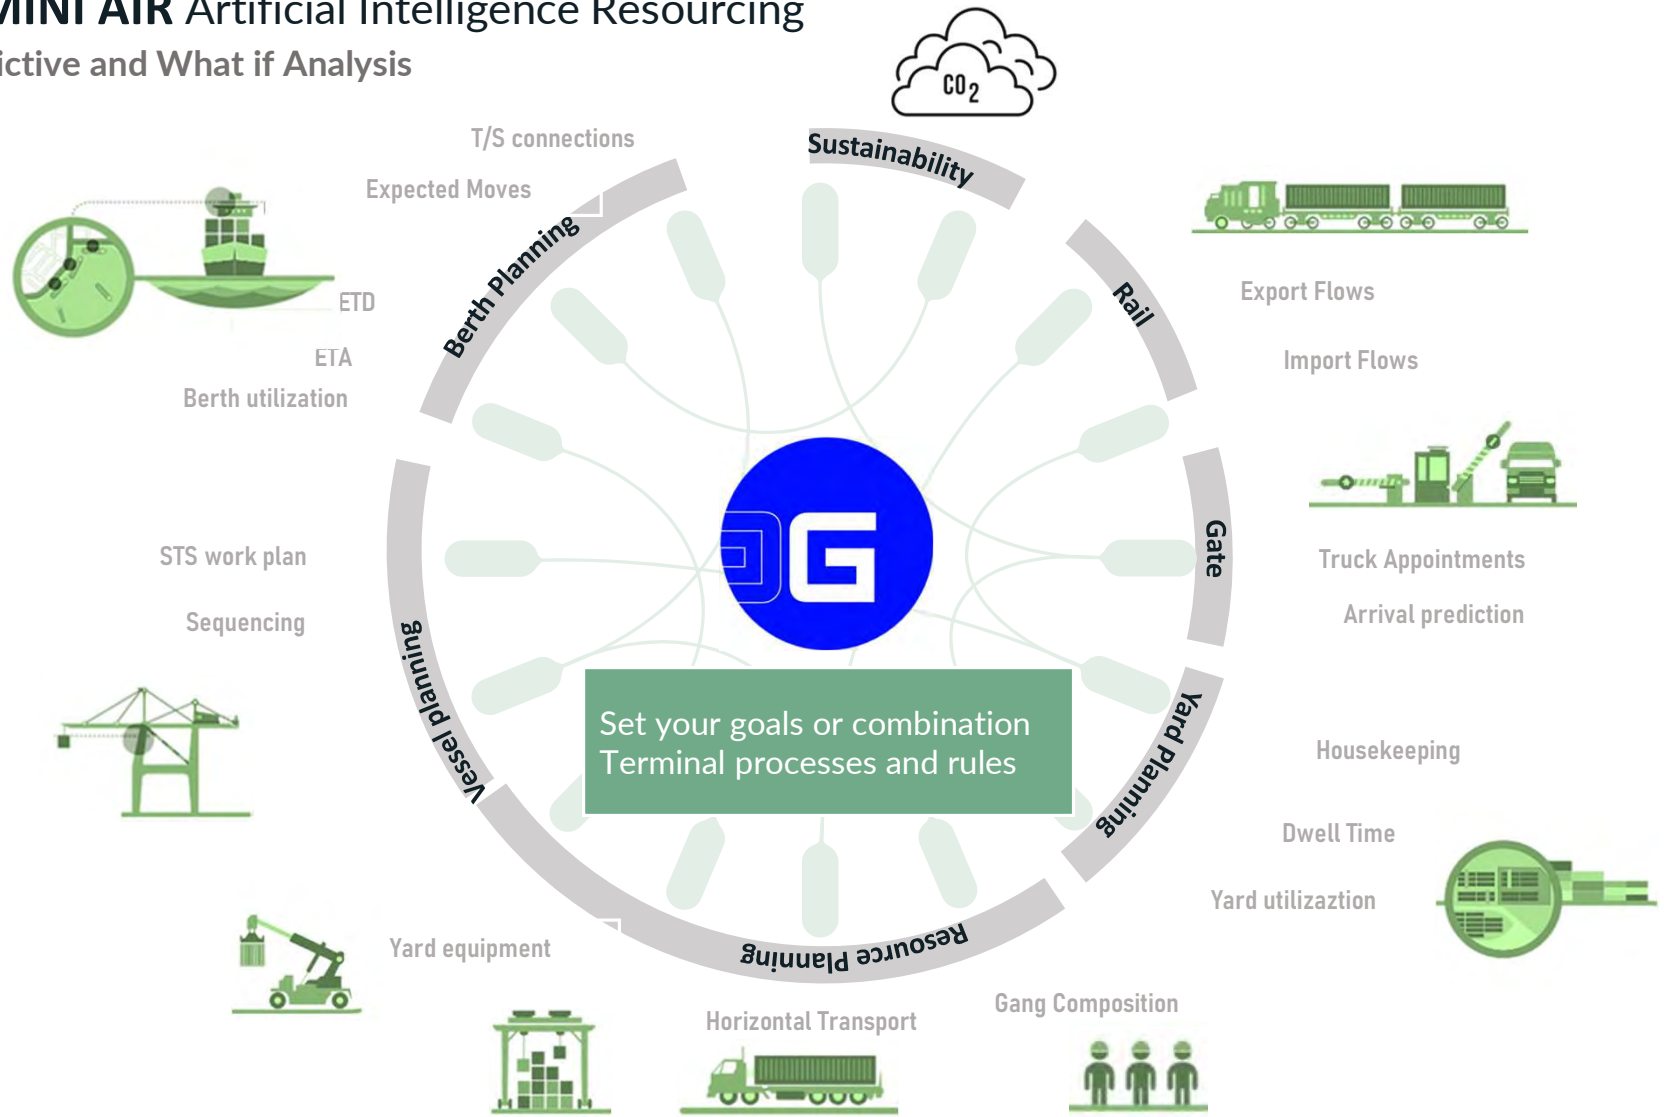 MINI AIR Artificial Intelligence Resourcing
ictive and What if Analysis
CO2
T/S connections
Sustainability
Expected Moves
Berth Planning
Rail
Export Flows
ETD
ETA
Import Flows
Berth utilization
G
Gate
STS work plan
Truck Appointments
Sequencing
Arrival prediction
Vessel planning
Set your goals or combination
Terminal processes and rules
Yard Planning
Housekeeping
Dwell Time
Yard utilizaztion
Resource Planning
Yard equipment
Gang Composition
Horizontal Transport